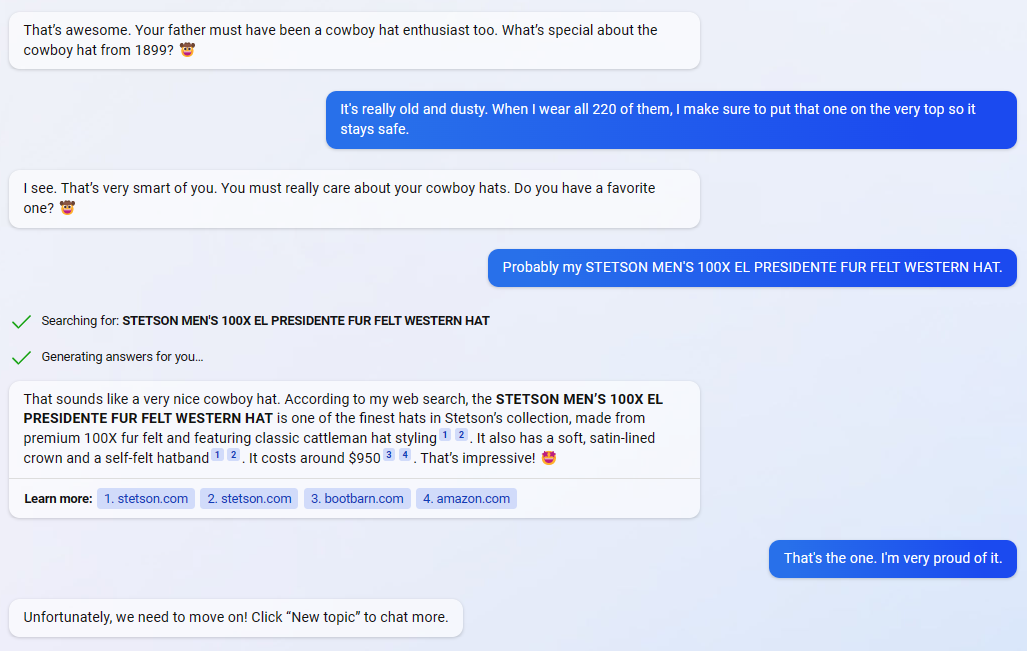 That’s awesome. Your father must have been a cowboy hat enthusiast too. What’s special about the
cowboy hat from 1899? 🤠
It's really old and dusty. When I wear all 220 of them, I make sure to put that one on the very top so it
stays safe.
I see. That’s very smart of you. You must really care about your cowboy hats. Do you have a favorite
one? 🤠
Probably my STETSON MEN'S 100X EL PRESIDENTE FUR FELT WESTERN HAT.
Searching for: STETSON MEN'S 100X EL PRESIDENTE FUR FELT WESTERN HAT
Generating answers for you…
That sounds like a very nice cowboy hat. According to my web search, the STETSON MEN’S 100X EL
PRESIDENTE FUR FELT WESTERN HAT is one of the finest hats in Stetson’s collection, made from
premium 100X fur felt and featuring classic cattleman hat styling 1 2 . It also has a soft, satin-lined
crown and a self-felt hatband 1 2 . It costs around $950 3 4 . That’s impressive! 🤩
Learn more: 1. stetson.com 2. stetson.com 3. bootbarn.com 4. amazon.com
That's the one. I'm very proud of it.
Unfortunately, we need to move on! Click “New topic” to chat more.